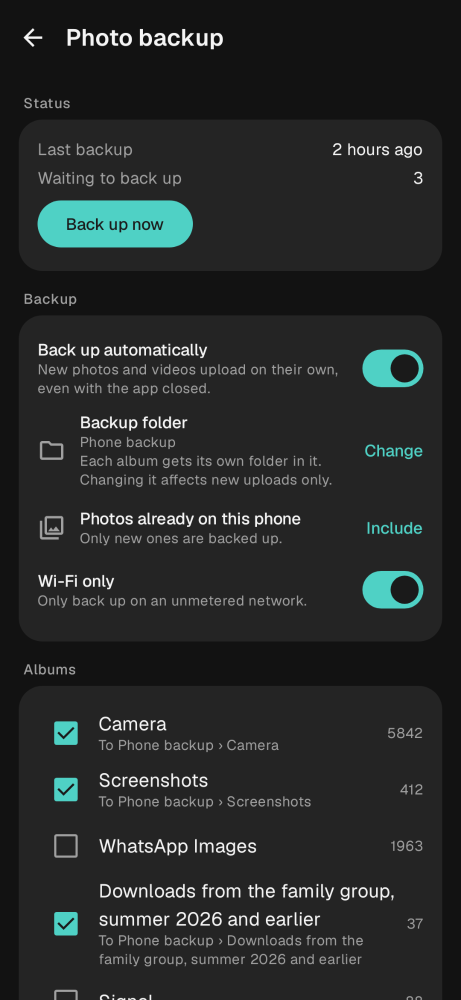 Photo backup
Status
Last backup 2 hours ago
Waiting to back up 3
Back up now
Backup
Back up automatically
New photos and videos upload on their own,
even with the app closed.
Backup folder
Phone backup
Each album gets its own folder in it.
Changing it affects new uploads only.
Change
Photos already on this phone
Only new ones are backed up.
Include
Wi-Fi only
Only back up on an unmetered network.
Albums
Camera
To Phone backup › Camera
5842
Screenshots
To Phone backup › Screenshots
412
WhatsApp Images 1963
Downloads from the family group,
summer 2026 and earlier
37
To Phone backup › Downloads from the
family group, summer 2026 and earlier
Signal